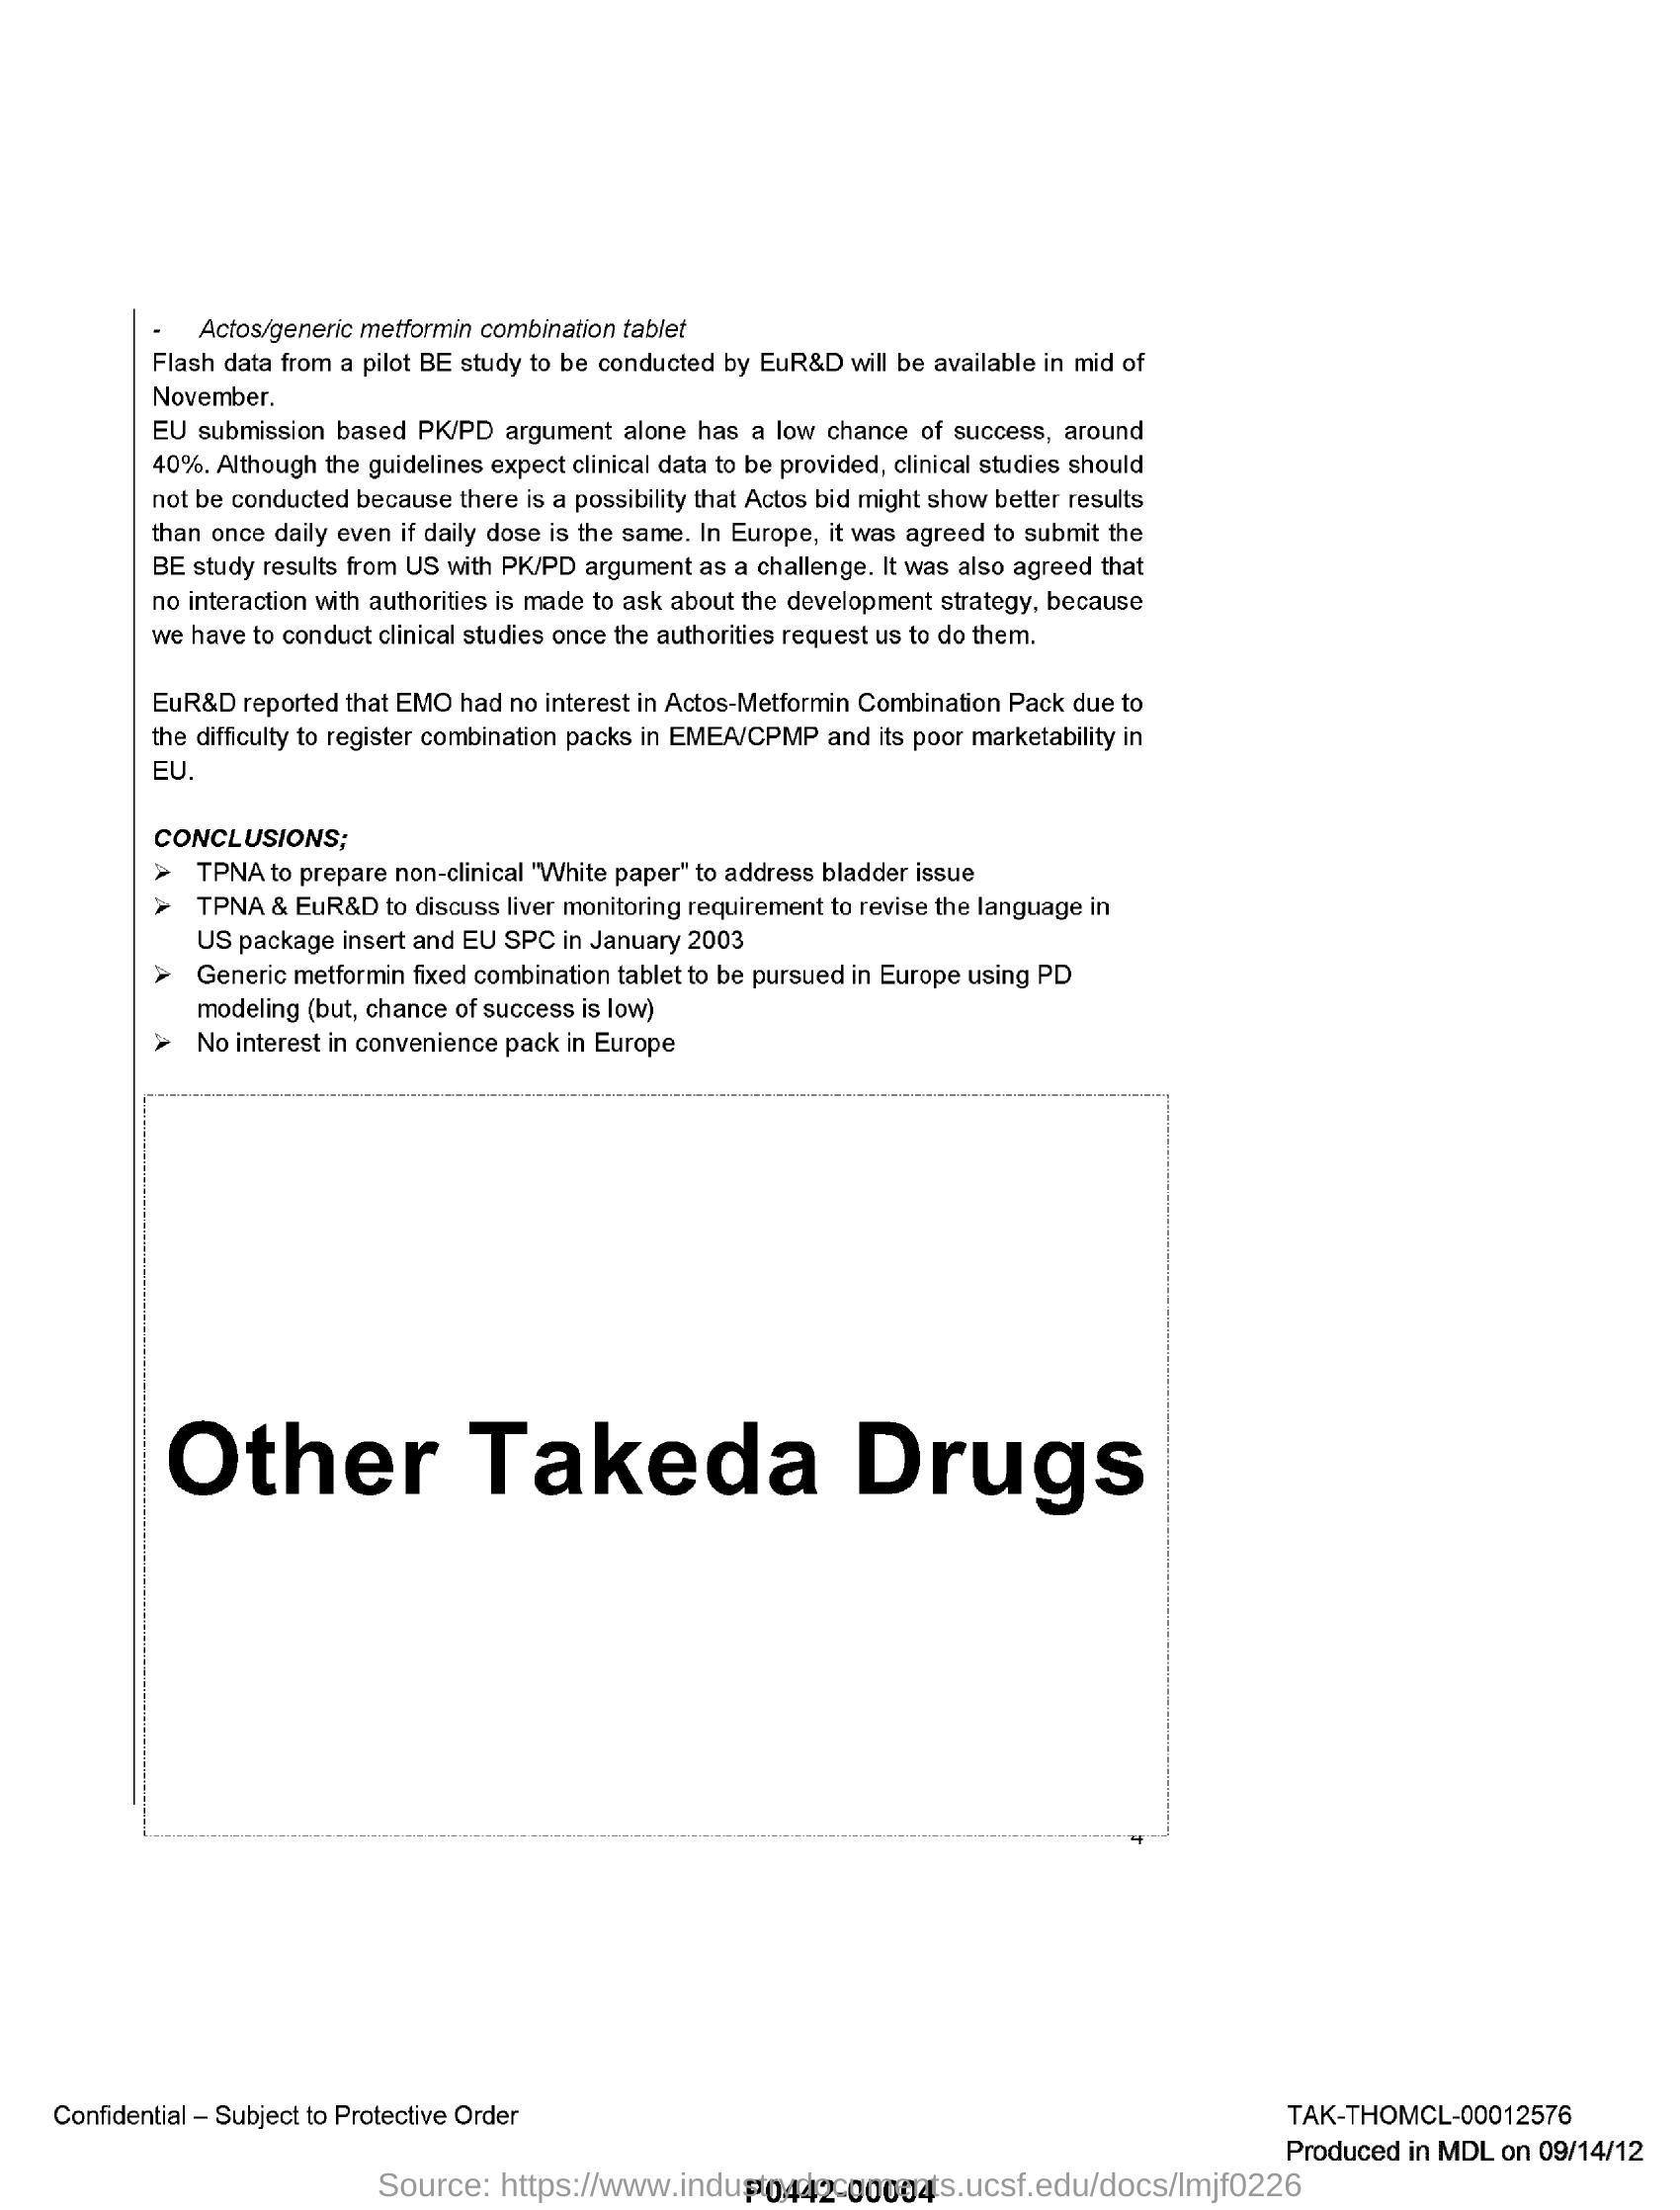 - Actos/generic metformin combination tablet
Flash data from a pilot BE study to be conducted by EuR&D will be available in mid of
November.
EU submission based PK/PD argument alone has a low chance of success, around
40%. Although the guidelines expect clinical data to be provided, clinical studies should
not be conducted because there is a possibility that Actos bid might show better results
than once daily even if daily dose is the same. In Europe, it was agreed to submit the
BE study results from US with PK/PD argument as a challenge. It was also agreed that
no interaction with authorities is made to ask about the development strategy, because
we have to conduct clinical studies once the authorities request us to do them.
EuR&D reported that EMO had no interest in Actos-Metformin Combination Pack due to
the difficulty to register combination packs in EMEA/CPMP and its poor marketability in
EU.
CONCLUSIONS;
➢ TPNA to prepare non-clinical "White paper" to address bladder issue
➢ TPNA & EuR&D to discuss liver monitoring requirement to revise the language in
US package insert and EU SPC in January 2003
➢ Generic metformin fixed combination tablet to be pursued in Europe using PD
modeling (but, chance of success is low)
➢ No interest in convenience pack in Europe
Other Takeda Drugs
4
Confidential – Subject to Protective Order
TAK-THOMCL-00012576
Produced in MDL on 09/14/12
Source: https://www.industrydocuments.ucsf.edu/docs/lmjf0226
P0442-00004